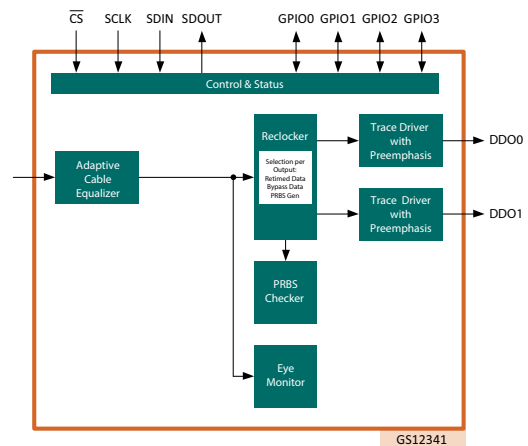 CS SCLK SDIN SDOUT GPIO0 GPIO1 GPIO2 GPIO3
Control & Status
Adaptive
Cable
Equalizer
Reclocker
Selection per
Output:
Retimed Data
Bypass Data
PRBS Gen
Trace Driver
with
Preemphasis
DDO0
Trace Driver
with
Preemphasis
DDO1
PRBS
Checker
Eye
Monitor
GS12341